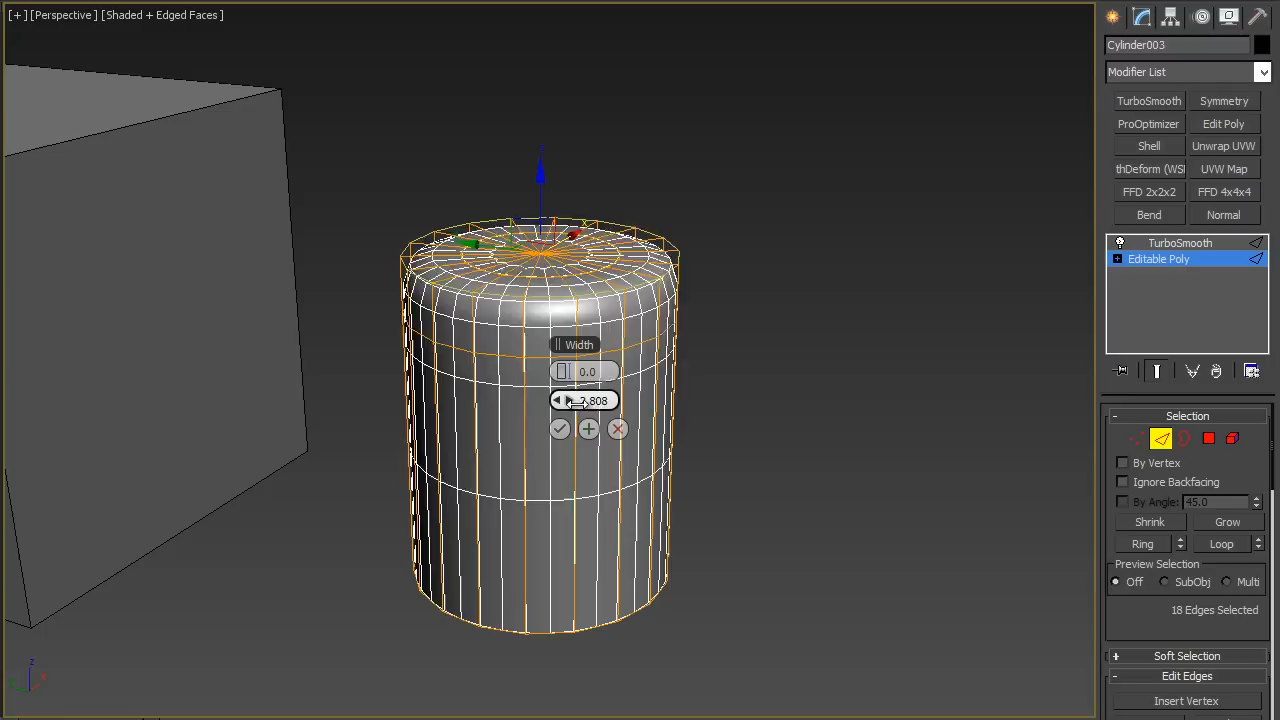 [ + ] [Perspective ] [Shaded + Edged Faces ]
Cylinder003
Modifier List
TurboSmooth
Symmetry
ProOptimizer
Edit Poly
Shell
Unwrap UVW
thDeform (WSI
UVW Map
FFD 2x2x2
FFD 4x4x4
Bend
Normal
TurboSmooth
Editable Poly
Width
0.0
Selection
By Vertex
Ignore Backfacing
By Angle: 45.0
Shrink
Grow
Ring
Loop
Preview Selection
Off
SubObj
Multi
18 Edges Selected
Soft Selection
Edit Edges
Insert Vertex
z